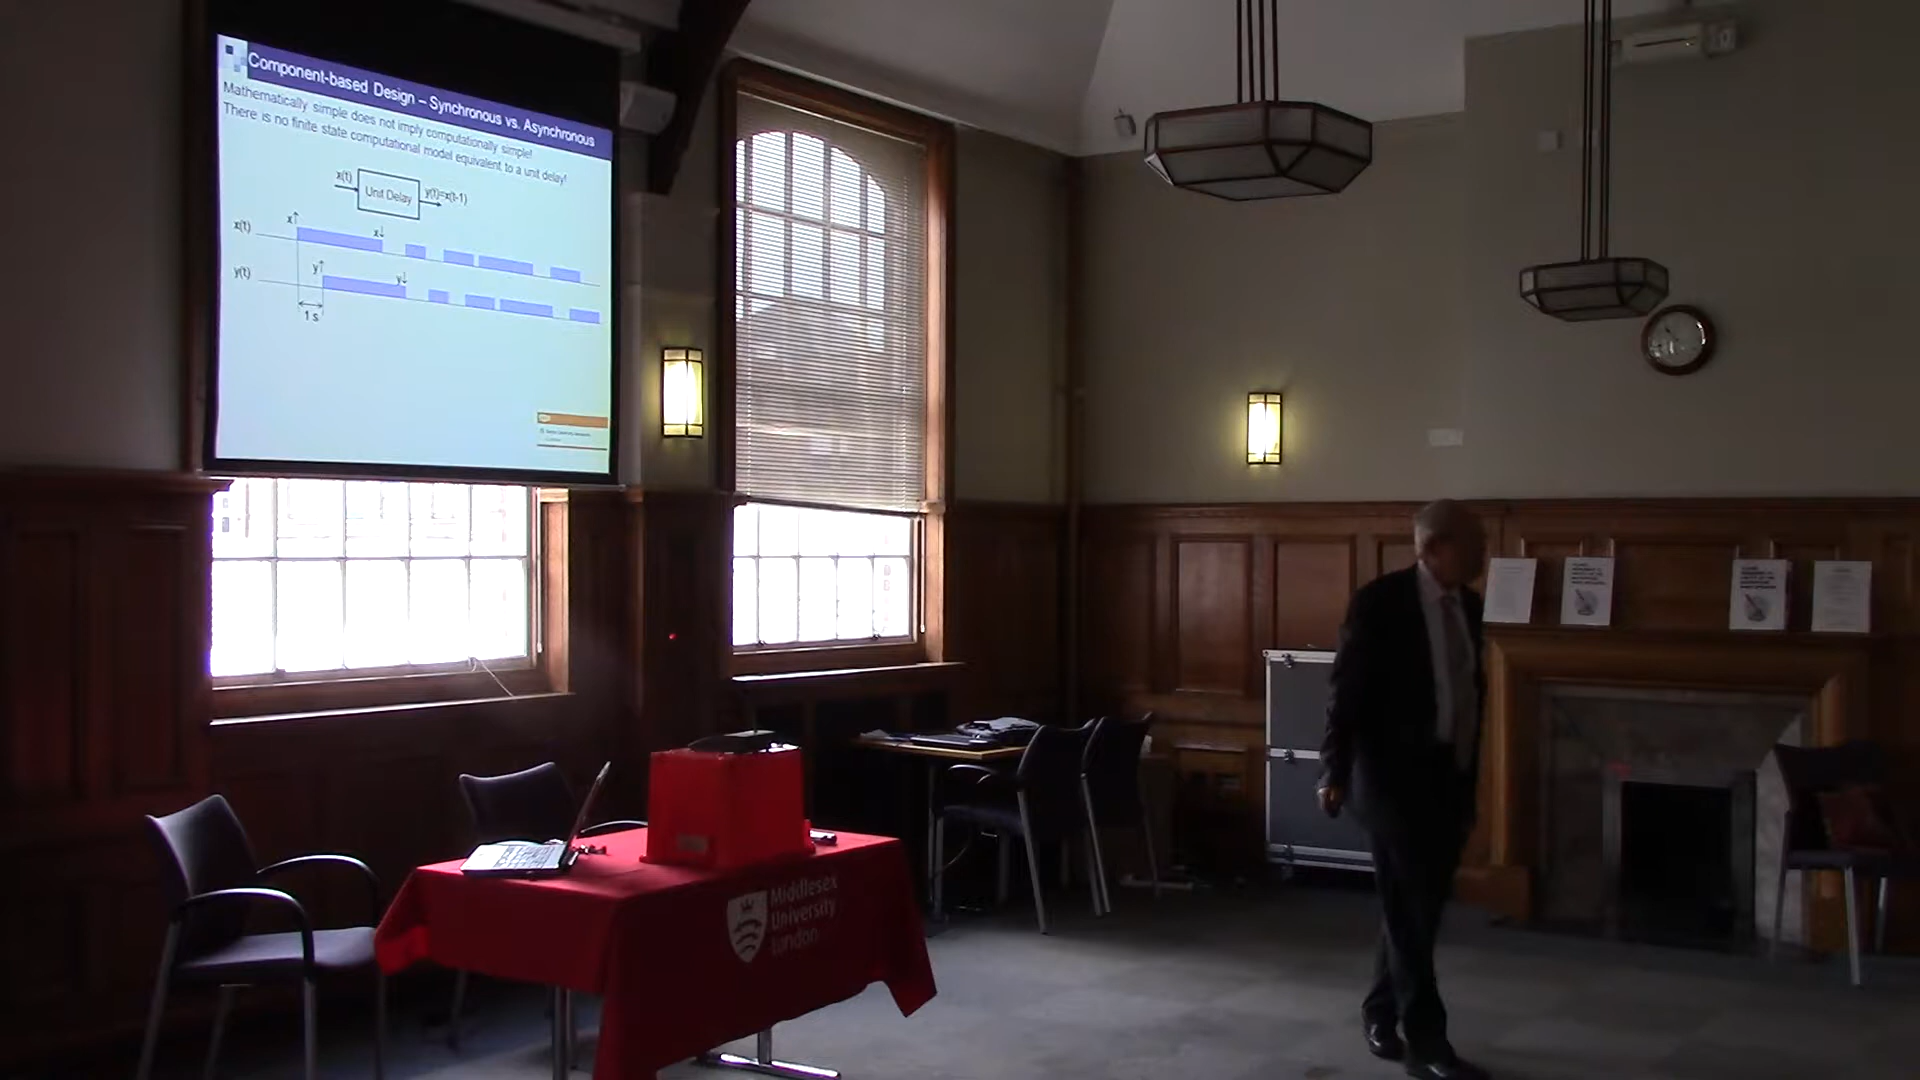 Component-based Design – Synchronous vs. Asynchronous
Mathematically simple does not imply computationally simple!
There is no finite state computational model equivalent to a unit delay!
x(t)
Unit Delay
y(t)=x(t-1)
x↑
x↓
x(t)
y↑
y↓
y(t)
1 s
Middlesex
University
London